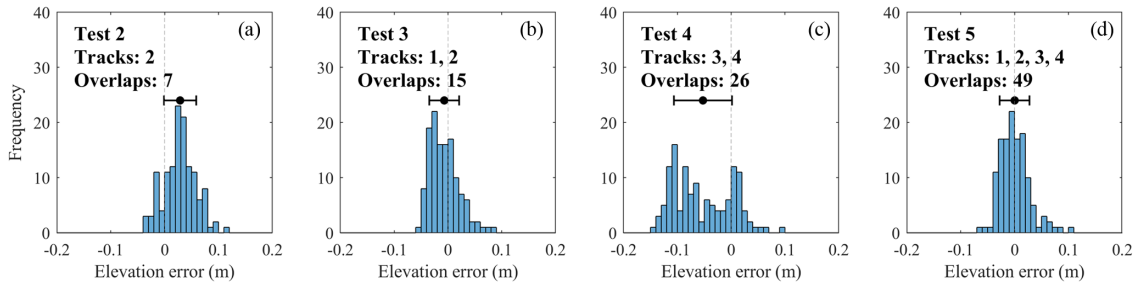 40
30
20
10
0
Frequency
Test 2
Tracks: 2
Overlaps: 7
(a)
-0.2
-0.1
0
0.1
0.2
Elevation error (m)
40
30
20
10
0
Test 3
Tracks: 1, 2
Overlaps: 15
(b)
-0.2
-0.1
0
0.1
0.2
Elevation error (m)
40
30
20
10
0
Test 4
Tracks: 3, 4
Overlaps: 26
(c)
-0.2
-0.1
0
0.1
0.2
Elevation error (m)
40
30
20
10
0
Test 5
Tracks: 1, 2, 3, 4
Overlaps: 49
(d)
-0.2
-0.1
0
0.1
0.2
Elevation error (m)